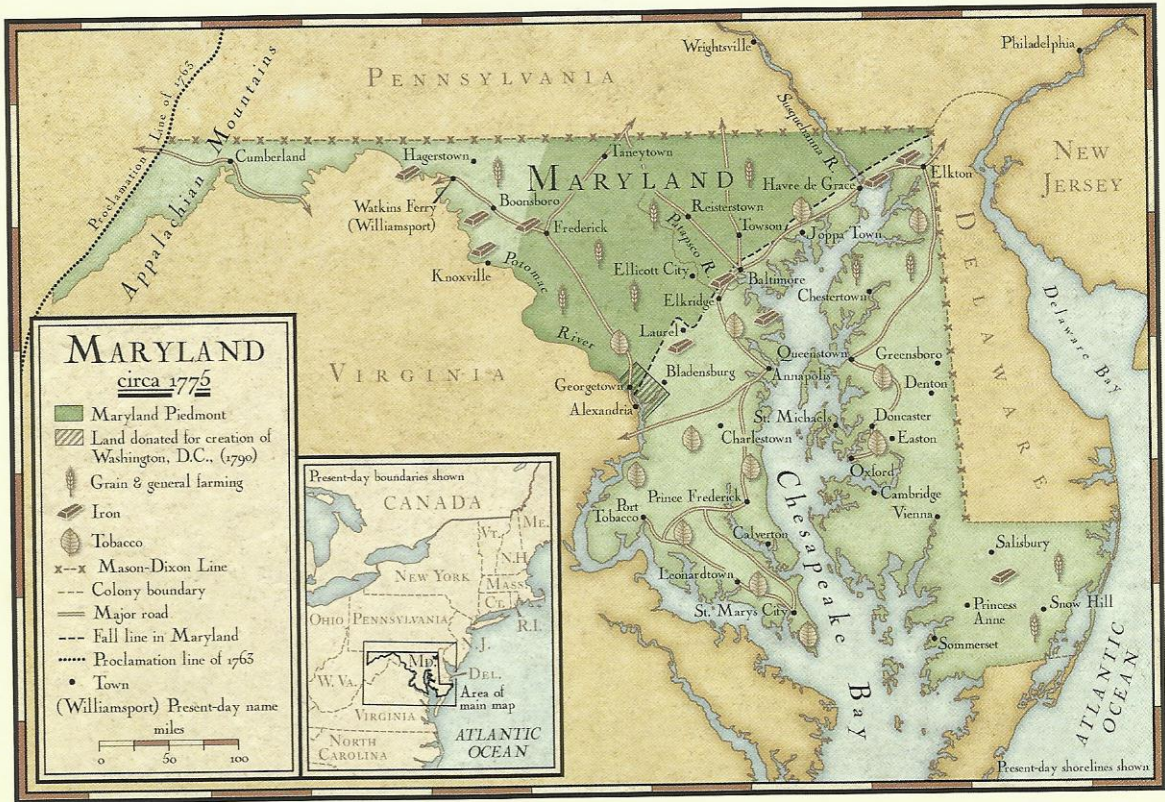 Wrightsville
Philadelphia
PENNSYLVANIA
Proclamation Line of 1763
Appalachian Mountains
Susquehanna R.
NEW
JERSEY
Cumberland
Hagerstown
Taneytown
MARYLAND
Havre de Grace
Elkton
Watkins Ferry
(Williamsport)
Boonsboro
Frederick
Reisterstown
Patapsco R.
Towson
Joppa Town
DELAWARE
Knoxville
Potomac
River
Ellicott City
Baltimore
Elkridge
Chestertown
Delaware Bay
Laurel
VIRGINIA
Bladensburg
Queenstown
Annapolis
Greensboro
Georgetown
Alexandria
Denton
St. Michaels
Doncaster
Charlestown
Easton
Oxford
Chesapeake Bay
Prince Frederick
Cambridge
Port
Tobacco
Vienna
Calverton
Salisbury
Leonardtown
St. Marys City
Princess
Anne
Snow Hill
Sommerset
ATLANTIC
OCEAN
Present-day shorelines shown
MARYLAND
circa 1775
Maryland Piedmont
Land donated for creation of
Washington, D.C., (1790)
Grain & general farming
Iron
Tobacco
Mason-Dixon Line
Colony boundary
Major road
Fall line in Maryland
Proclamation line of 1763
Town
(Williamsport) Present-day name
miles
0 50 100
Present-day boundaries shown
CANADA
ME.
VT.
N.H.
NEW YORK
MASS.
CT.
R.I.
OHIO
PENNSYLVANIA
N.J.
MD.
DEL.
W. VA.
Area of
main map
VIRGINIA
NORTH
CAROLINA
ATLANTIC
OCEAN